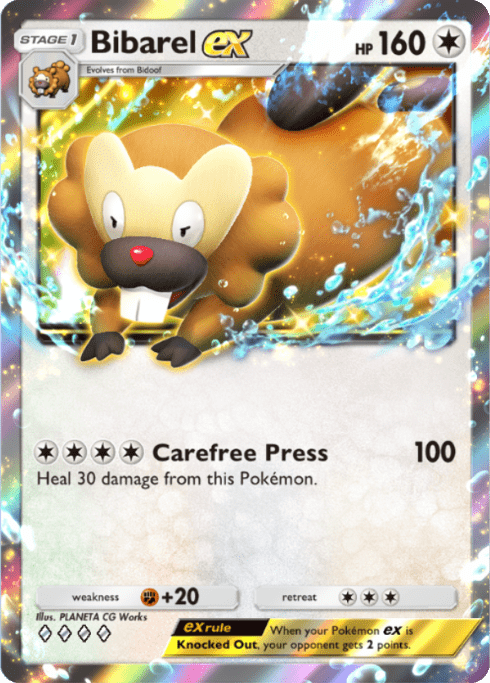 STAGE 1 Bibarel ex HP 160
Evolves from Bidoof
Carefree Press 100
Heal 30 damage from this Pokémon.
weakness +20 retreat
Illus. PLANETA CG Works
ex rule When your Pokémon ex is
Knocked Out, your opponent gets 2 points.